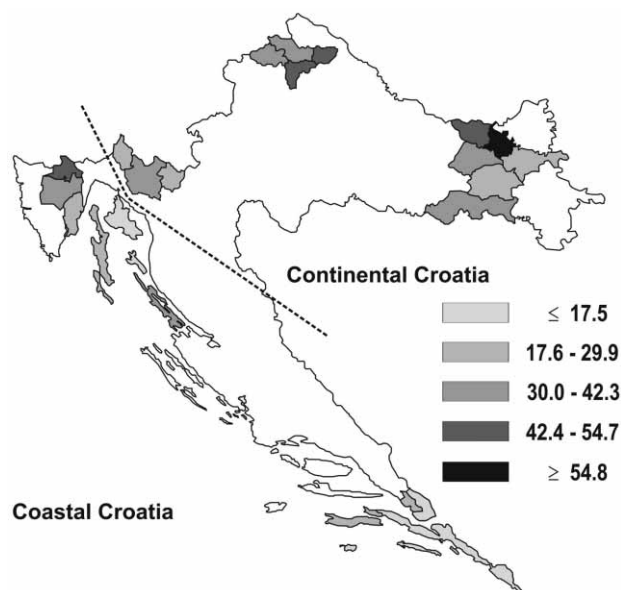 Continental Croatia
≤ 17.5
17.6 - 29.9
30.0 - 42.3
42.4 - 54.7
≥ 54.8
Coastal Croatia